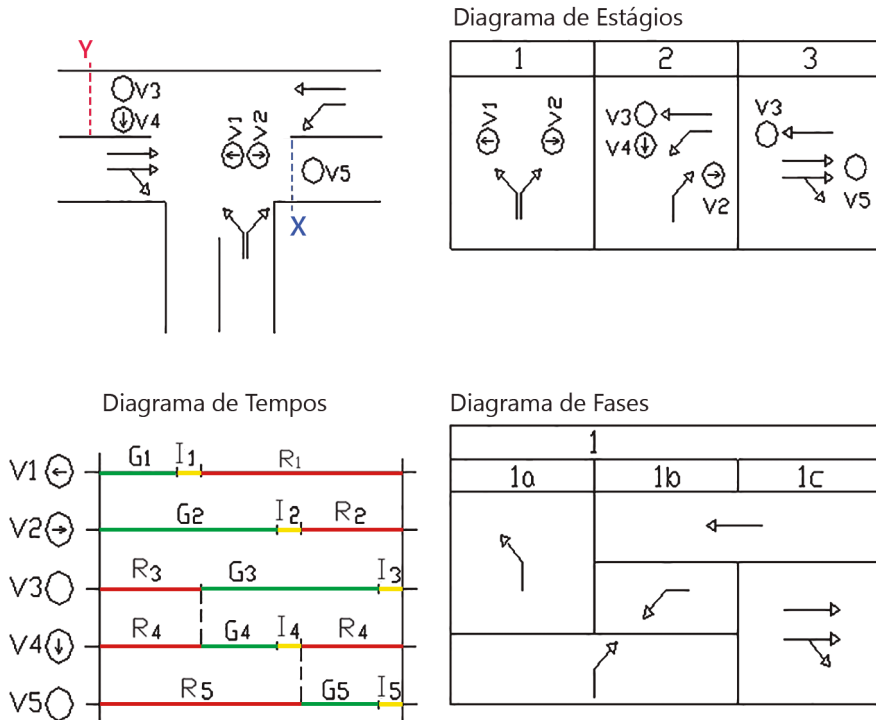 Diagrama de Estágios
Y
V3
V4
V1
V2
V5
X
1 2 3
V1 V2
V3
V4
V2
V3
V5
Diagrama de Tempos
V1 G1 I1 R1
V2 G2 I2 R2
V3 R3 G3 I3
V4 R4 G4 I4 R4
V5 R5 G5 I5
Diagrama de Fases
1
1a 1b 1c